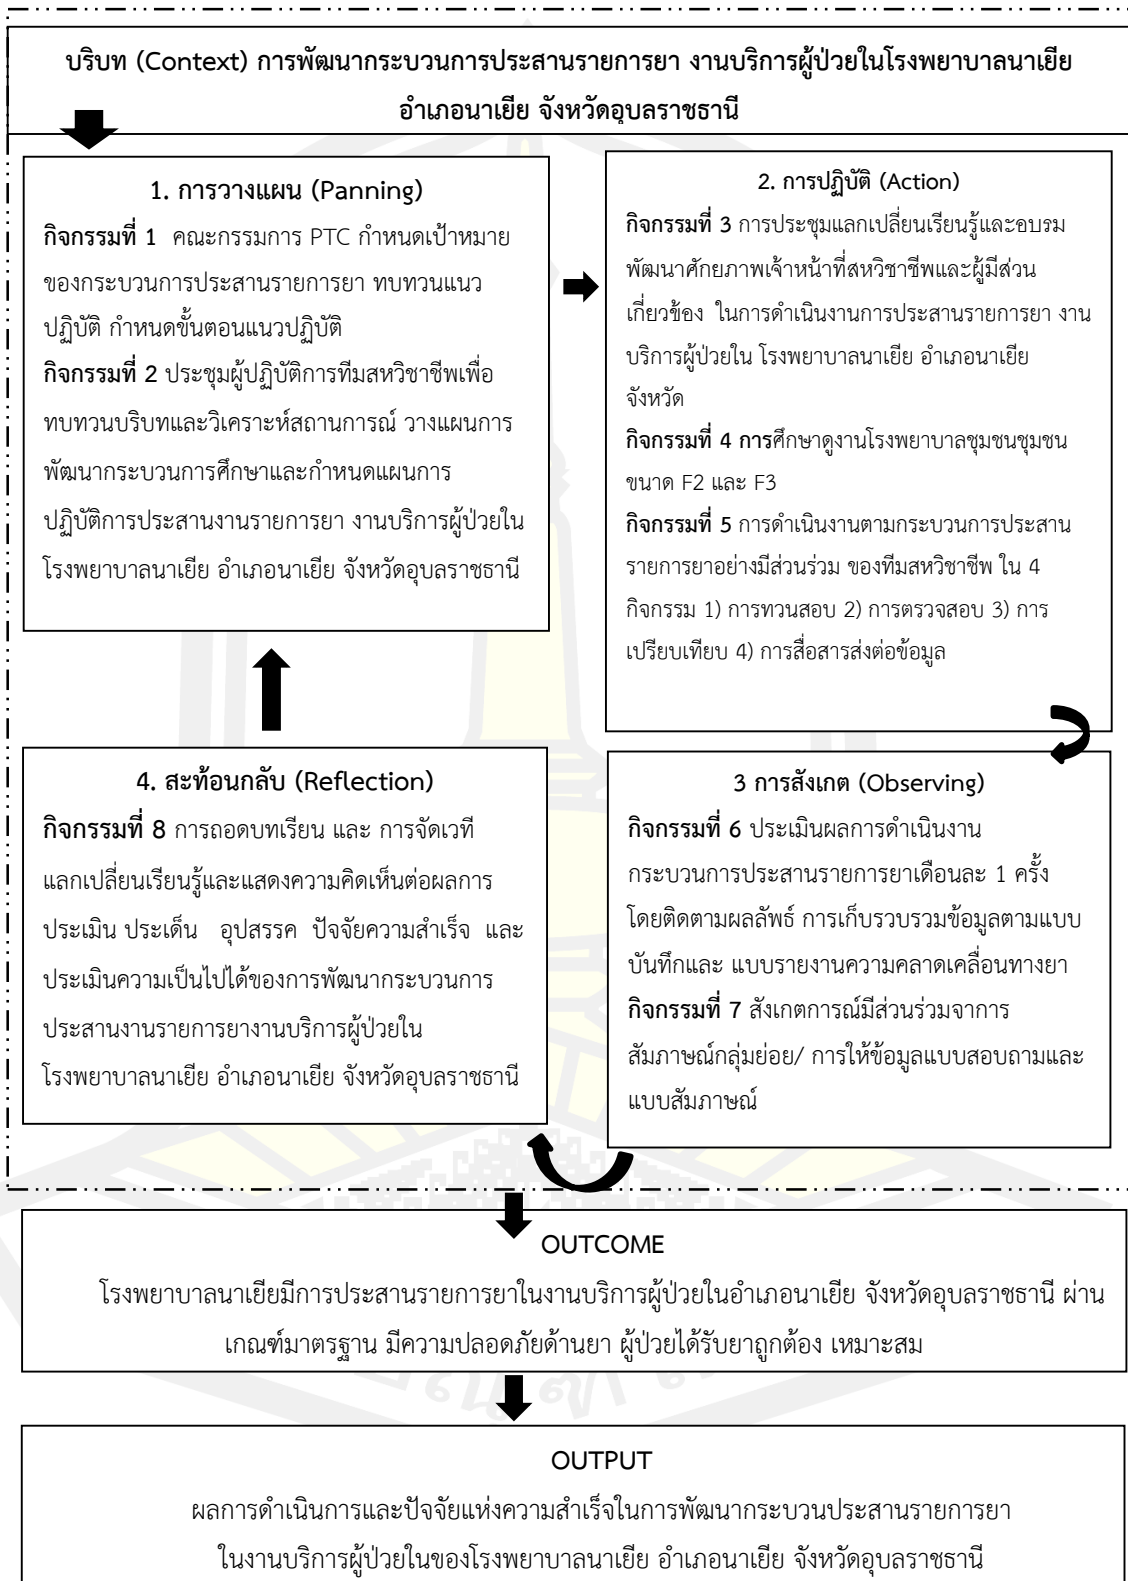 บริบท (Context) การพัฒนากระบวนการประสานรายการยา งานบริการผู้ป่วยในโรงพยาบาลนาเยีย
อำเภอนาเยีย จังหวัดอุบลราชธานี
1. การวางแผน (Panning)
กิจกรรมที่ 1 คณะกรรมการ PTC กำหนดเป้าหมาย
ของกระบวนการประสานรายการยา ทบทวนแนว
ปฏิบัติ กำหนดขั้นตอนแนวปฏิบัติ
กิจกรรมที่ 2 ประชุมผู้ปฏิบัติการทีมสหวิชาชีพเพื่อ
ทบทวนบริบทและวิเคราะห์สถานการณ์ วางแผนการ
พัฒนากระบวนการศึกษาและกำหนดแผนการ
ปฏิบัติการประสานงานรายการยา งานบริการผู้ป่วยใน
โรงพยาบาลนาเยีย อำเภอนาเยีย จังหวัดอุบลราชธานี
2. การปฏิบัติ (Action)
กิจกรรมที่ 3 การประชุมแลกเปลี่ยนเรียนรู้และอบรม
พัฒนาศักยภาพเจ้าหน้าที่สหวิชาชีพและผู้มีส่วน
เกี่ยวข้อง ในการดำเนินงานการประสานรายการยา งาน
บริการผู้ป่วยใน โรงพยาบาลนาเยีย อำเภอนาเยีย
จังหวัด
กิจกรรมที่ 4 การศึกษาดูงานโรงพยาบาลชุมชนชุมชน
ขนาด F2 และ F3
กิจกรรมที่ 5 การดำเนินงานตามกระบวนการประสาน
รายการยาอย่างมีส่วนร่วม ของทีมสหวิชาชีพ ใน 4
กิจกรรม 1) การทวนสอบ 2) การตรวจสอบ 3) การ
เปรียบเทียบ 4) การสื่อสารส่งต่อข้อมูล
3 การสังเกต (Observing)
กิจกรรมที่ 6 ประเมินผลการดำเนินงาน
กระบวนการประสานรายการยาเดือนละ 1 ครั้ง
โดยติดตามผลลัพธ์ การเก็บรวบรวมข้อมูลตามแบบ
บันทึกและ แบบรายงานความคลาดเคลื่อนทางยา
กิจกรรมที่ 7 สังเกตการณ์มีส่วนร่วมจาการ
สัมภาษณ์กลุ่มย่อย/ การให้ข้อมูลแบบสอบถามและ
แบบสัมภาษณ์
4. สะท้อนกลับ (Reflection)
กิจกรรมที่ 8 การถอดบทเรียน และ การจัดเวที
แลกเปลี่ยนเรียนรู้และแสดงความคิดเห็นต่อผลการ
ประเมิน ประเด็น อุปสรรค ปัจจัยความสำเร็จ และ
ประเมินความเป็นไปได้ของการพัฒนากระบวนการ
ประสานงานรายการยางานบริการผู้ป่วยใน
โรงพยาบาลนาเยีย อำเภอนาเยีย จังหวัดอุบลราชธานี
OUTCOME
โรงพยาบาลนาเยียมีการประสานรายการยาในงานบริการผู้ป่วยในอำเภอนาเยีย จังหวัดอุบลราชธานี ผ่าน
เกณฑ์มาตรฐาน มีความปลอดภัยด้านยา ผู้ป่วยได้รับยาถูกต้อง เหมาะสม
OUTPUT
ผลการดำเนินการและปัจจัยแห่งความสำเร็จในการพัฒนากระบวนประสานรายการยา
ในงานบริการผู้ป่วยในของโรงพยาบาลนาเยีย อำเภอนาเยีย จังหวัดอุบลราชธานี